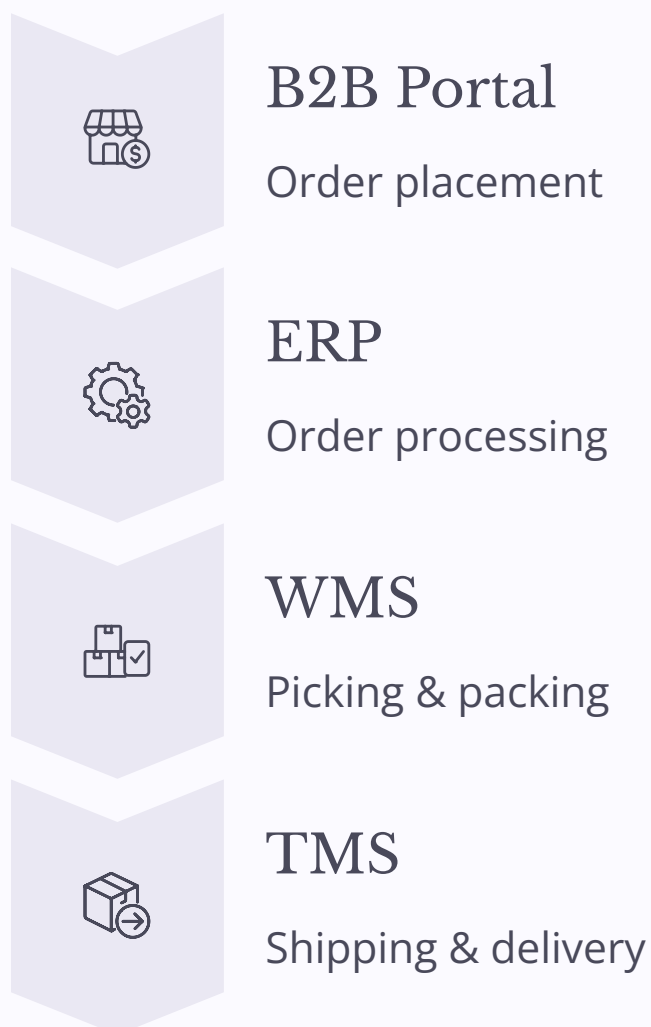 B2B Portal
Order placement
ERP
Order processing
WMS
Picking & packing
TMS
Shipping & delivery